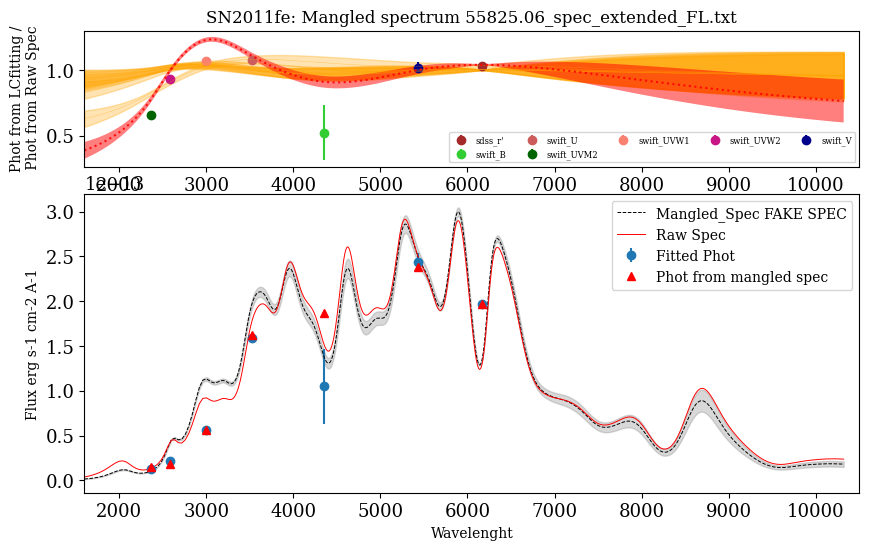 SN2011fe: Mangled spectrum 55825.06_spec_extended_FL.txt
Phot from LCfitting /
Phot from Raw Spec
1.0
0.5
sdss_r' swift_U swift_UVW1 swift_UVW2 swift_V
swift_B swift_UVM2
2000 3000 4000 5000 6000 7000 8000 9000 10000
1e−13
Flux erg s-1 cm-2 A-1
3.0
2.5
2.0
1.5
1.0
0.5
0.0
Mangled_Spec FAKE SPEC
Raw Spec
Fitted Phot
Phot from mangled spec
2000 3000 4000 5000 6000 7000 8000 9000 10000
Wavelenght